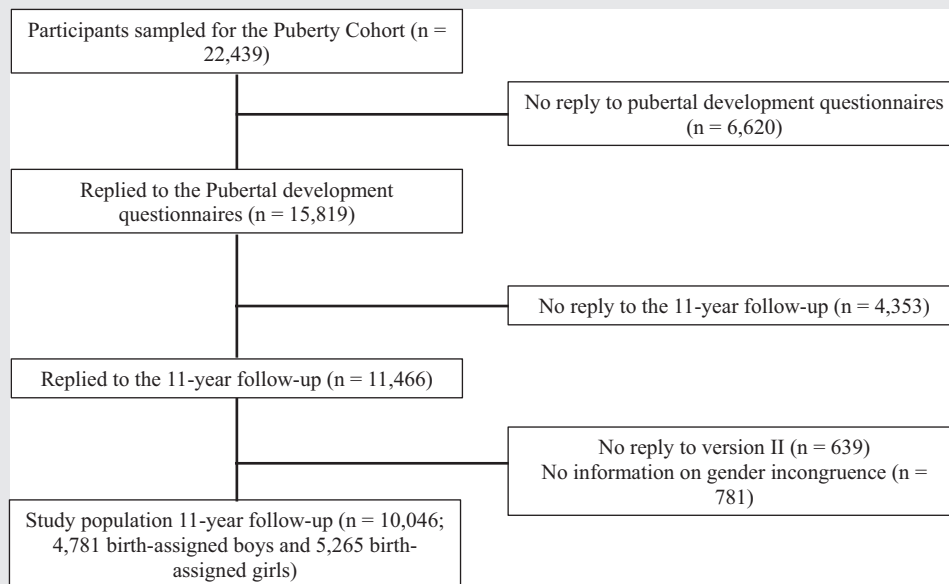 Participants sampled for the Puberty Cohort (n =
22,439)
No reply to pubertal development questionnaires
(n = 6,620)
Replied to the Pubertal development
questionnaires (n = 15,819)
No reply to the 11-year follow-up (n = 4,353)
Replied to the 11-year follow-up (n = 11,466)
No reply to version II (n = 639)
No information on gender incongruence (n =
781)
Study population 11-year follow-up (n = 10,046;
4,781 birth-assigned boys and 5,265 birth-
assigned girls)